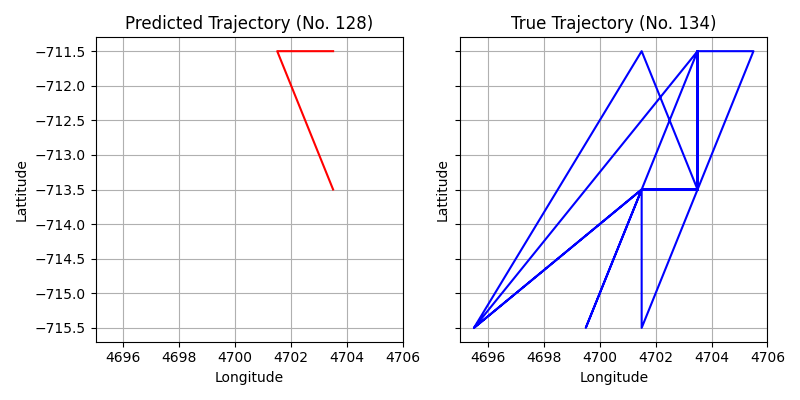 Predicted Trajectory (No. 128)
−711.5
−712.0
−712.5
−713.0
−713.5
−714.0
−714.5
−715.0
−715.5
Lattitude
4696 4698 4700 4702 4704 4706
Longitude
True Trajectory (No. 134)
Lattitude
4696 4698 4700 4702 4704 4706
Longitude